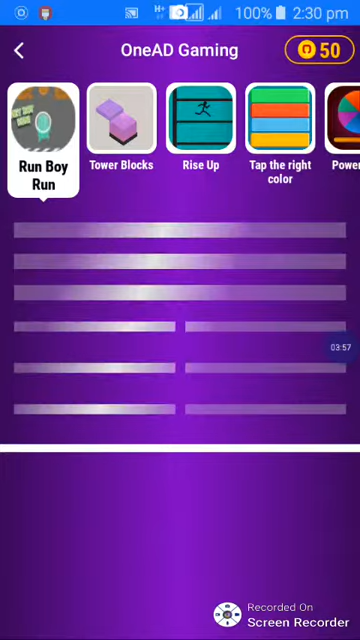 H+ 100% 2:30 pm
OneAD Gaming
50
Run Boy
Run
Tower Blocks
Rise Up
Tap the right
color
Power
03:57
Recorded On
Screen Recorder